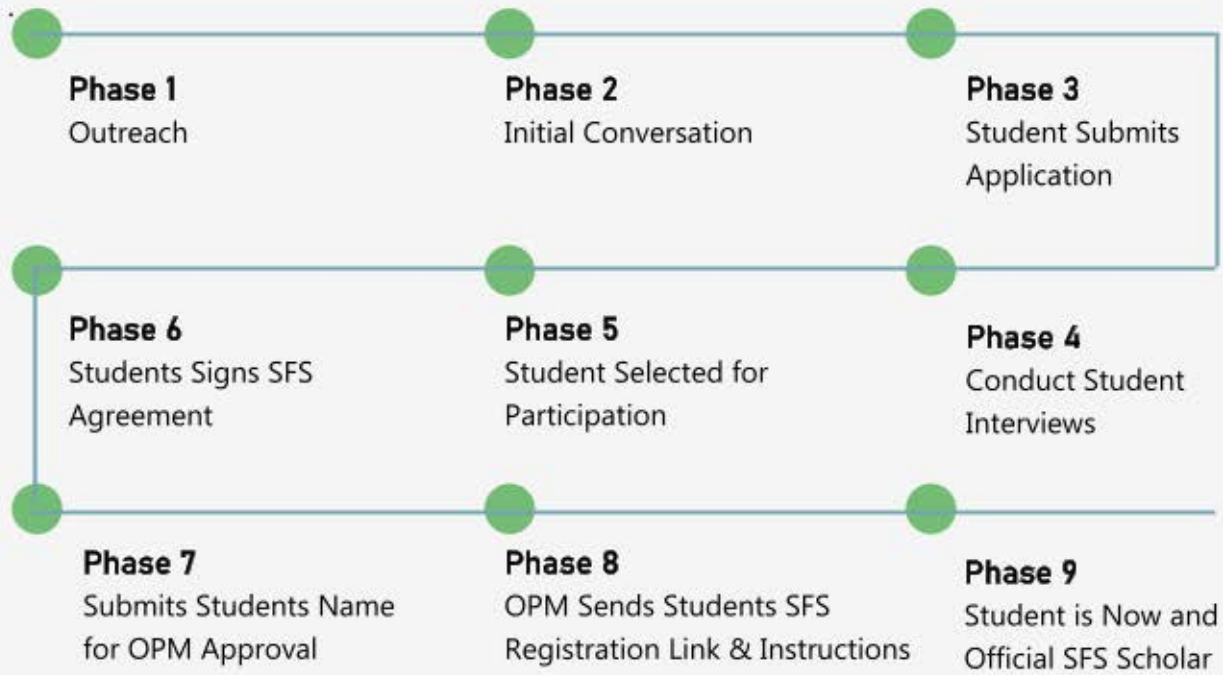 Phase 1
Outreach
Phase 2
Initial Conversation
Phase 3
Student Submits
Application
Phase 6
Students Signs SFS
Agreement
Phase 5
Student Selected for
Participation
Phase 4
Conduct Student
Interviews
Phase 7
Submits Students Name
for OPM Approval
Phase 8
OPM Sends Students SFS
Registration Link & Instructions
Phase 9
Student is Now and
Official SFS Scholar